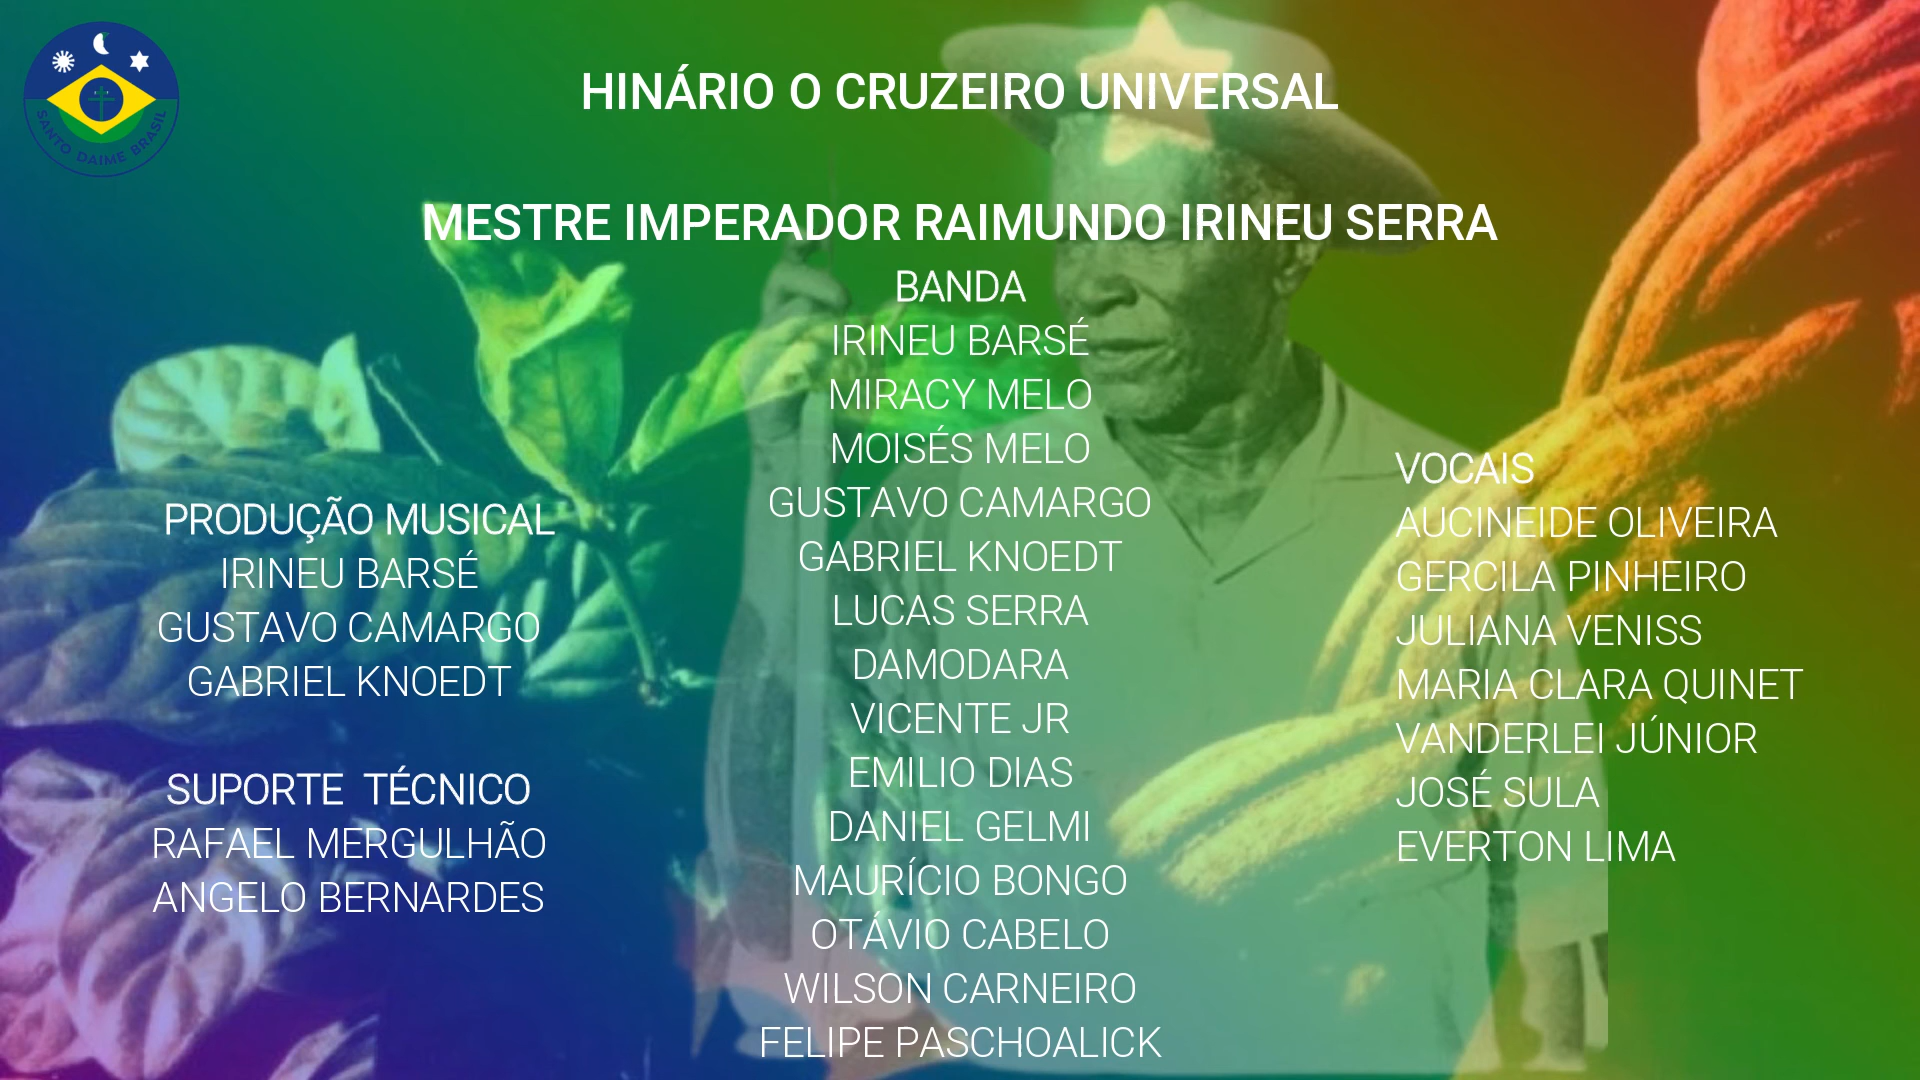 SANTO DAIME BRASIL
HINÁRIO O CRUZEIRO UNIVERSAL
MESTRE IMPERADOR RAIMUNDO IRINEU SERRA
PRODUÇÃO MUSICAL
IRINEU BARSÉ
GUSTAVO CAMARGO
GABRIEL KNOEDT
SUPORTE TÉCNICO
RAFAEL MERGULHÃO
ANGELO BERNARDES
BANDA
IRINEU BARSÉ
MIRACY MELO
MOISÉS MELO
GUSTAVO CAMARGO
GABRIEL KNOEDT
LUCAS SERRA
DAMODARA
VICENTE JR
EMILIO DIAS
DANIEL GELMI
MAURÍCIO BONGO
OTÁVIO CABELO
WILSON CARNEIRO
FELIPE PASCHOALICK
VOCAIS
AUCINEIDE OLIVEIRA
GERCILA PINHEIRO
JULIANA VENISS
MARIA CLARA QUINET
VANDERLEI JÚNIOR
JOSÉ SULA
EVERTON LIMA